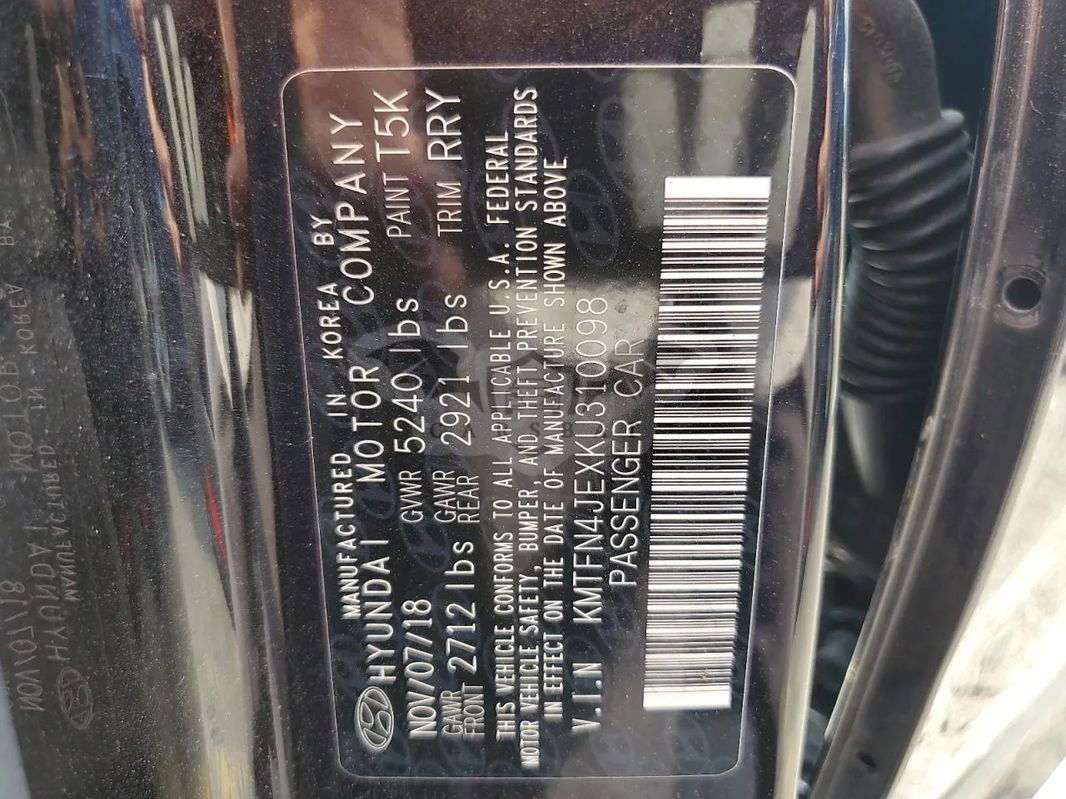 MANUFACTURED IN KOREA BY
HYUNDAI MOTOR COMPANY
NOV/07/18 GVWR 5240 lbs PAINT T5K
GAWR FRONT 2712 lbs GAWR REAR 2921 lbs TRIM RRY
THIS VEHICLE CONFORMS TO ALL APPLICABLE U.S.A. FEDERAL
MOTOR VEHICLE SAFETY, BUMPER, AND THEFT PREVENTION STANDARDS
IN EFFECT ON THE DATE OF MANUFACTURE SHOWN ABOVE
V.I.N KMTFN4JEXKU310098
PASSENGER CAR